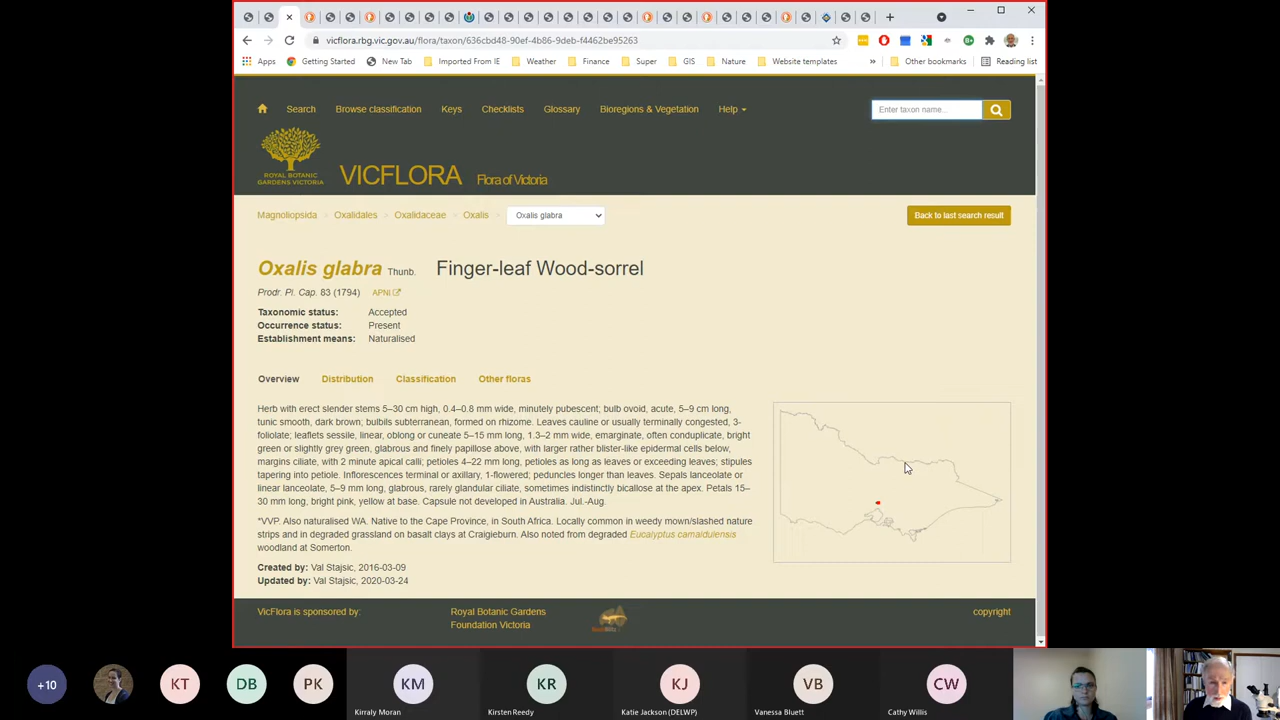 vicflora.rbg.vic.gov.au/flora/taxon/636cbd48-90ef-4b86-9deb-f4462be95263
Apps Getting Started New Tab Imported From IE Weather Finance Super GIS Nature Website templates » Other bookmarks Reading list
Search Browse classification Keys Checklists Glossary Bioregions & Vegetation Help Enter taxon name...
ROYAL BOTANIC
GARDENS VICTORIA
VICFLORA Flora of Victoria
Magnoliopsida Oxalidales Oxalidaceae Oxalis Oxalis glabra Back to last search result
Oxalis glabra Thunb. Finger-leaf Wood-sorrel
Prodr. Pl. Cap. 83 (1794) APNI
Taxonomic status: Accepted
Occurrence status: Present
Establishment means: Naturalised
Overview Distribution Classification Other floras
Herb with erect slender stems 5–30 cm high, 0.4–0.8 mm wide, minutely pubescent; bulb ovoid, acute, 5–9 cm long,
tunic smooth, dark brown; bulbils subterranean, formed on rhizome. Leaves cauline or usually terminally congested, 3-
foliolate; leaflets sessile, linear, oblong or cuneate 5–15 mm long, 1.3–2 mm wide, emarginate, often conduplicate, bright
green or slightly grey green, glabrous and finely papillose above, with larger rather blister-like epidermal cells below,
margins ciliate, with 2 minute apical calli; petioles 4–22 mm long, petioles as long as leaves or exceeding leaves; stipules
tapering into petiole. Inflorescences terminal or axillary, 1-flowered; peduncles longer than leaves. Sepals lanceolate or
linear lanceolate, 5–9 mm long, glabrous, rarely glandular ciliate, sometimes indistinctly bicallose at the apex. Petals 15–
30 mm long, bright pink, yellow at base. Capsule not developed in Australia. Jul.-Aug.
*VVP. Also naturalised WA. Native to the Cape Province, in South Africa. Locally common in weedy mown/slashed nature
strips and in degraded grassland on basalt clays at Craigieburn. Also noted from degraded Eucalyptus camaldulensis
woodland at Somerton.
Created by: Val Stajsic, 2016-03-09
Updated by: Val Stajsic, 2020-03-24
VicFlora is sponsored by: Royal Botanic Gardens copyright
Foundation Victoria
+10 KT DB PK KM KR KJ VB CW
Kirraly Moran Kirsten Reedy Katie Jackson (DELWP) Vanessa Bluett Cathy Willis